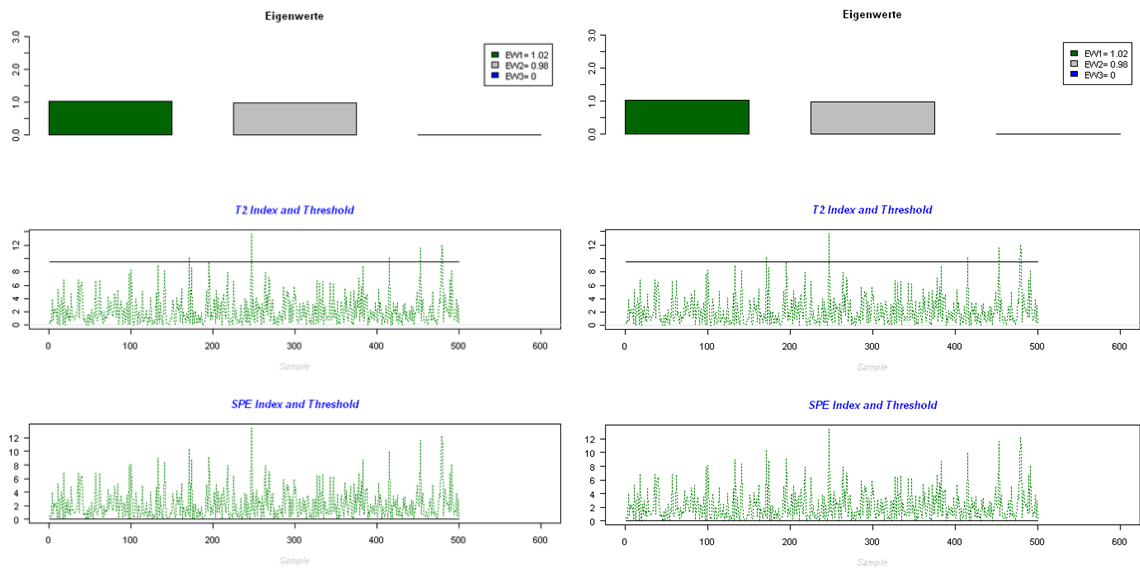 Eigenwerte
3.0
2.0
1.0
0.0
EW1= 1.02
EW2= 0.98
EW3= 0
T2 Index and Threshold
12
8
6
4
2
0
0 100 200 300 400 500 600
Sample
SPE Index and Threshold
12
10
8
6
4
2
0
0 100 200 300 400 500 600
Sample
Eigenwerte
3.0
2.0
1.0
0.0
EW1= 1.02
EW2= 0.98
EW3= 0
T2 Index and Threshold
12
8
6
4
2
0
0 100 200 300 400 500 600
Sample
SPE Index and Threshold
12
10
8
6
4
2
0
0 100 200 300 400 500 600
Sample